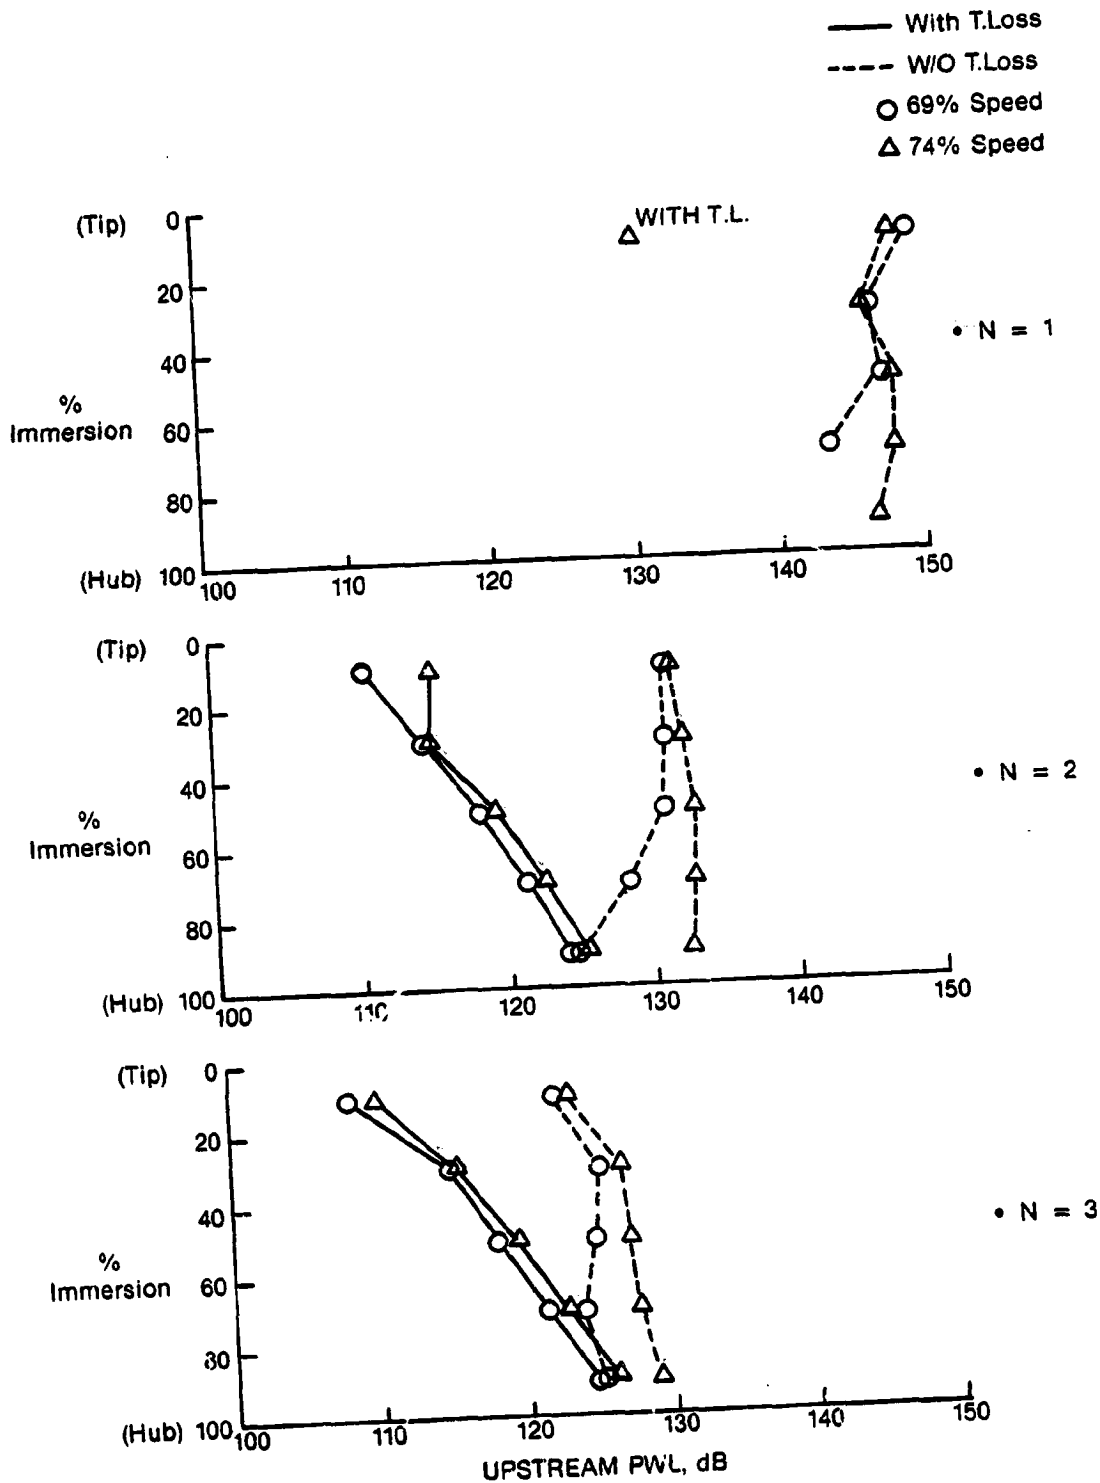 With T.Loss
W/O T.Loss
69% Speed
74% Speed
(Tip) 0
WITH T.L.
20
• N = 1
40
%
Immersion
60
80
(Hub) 100
100 110 120 130 140 150
(Tip) 0
20
40
• N = 2
%
Immersion
60
80
(Hub) 100
100 110 120 130 140 150
(Tip) 0
20
40
• N = 3
%
Immersion
60
80
(Hub) 100
100 110 120 130 140 150
UPSTREAM PWL, dB